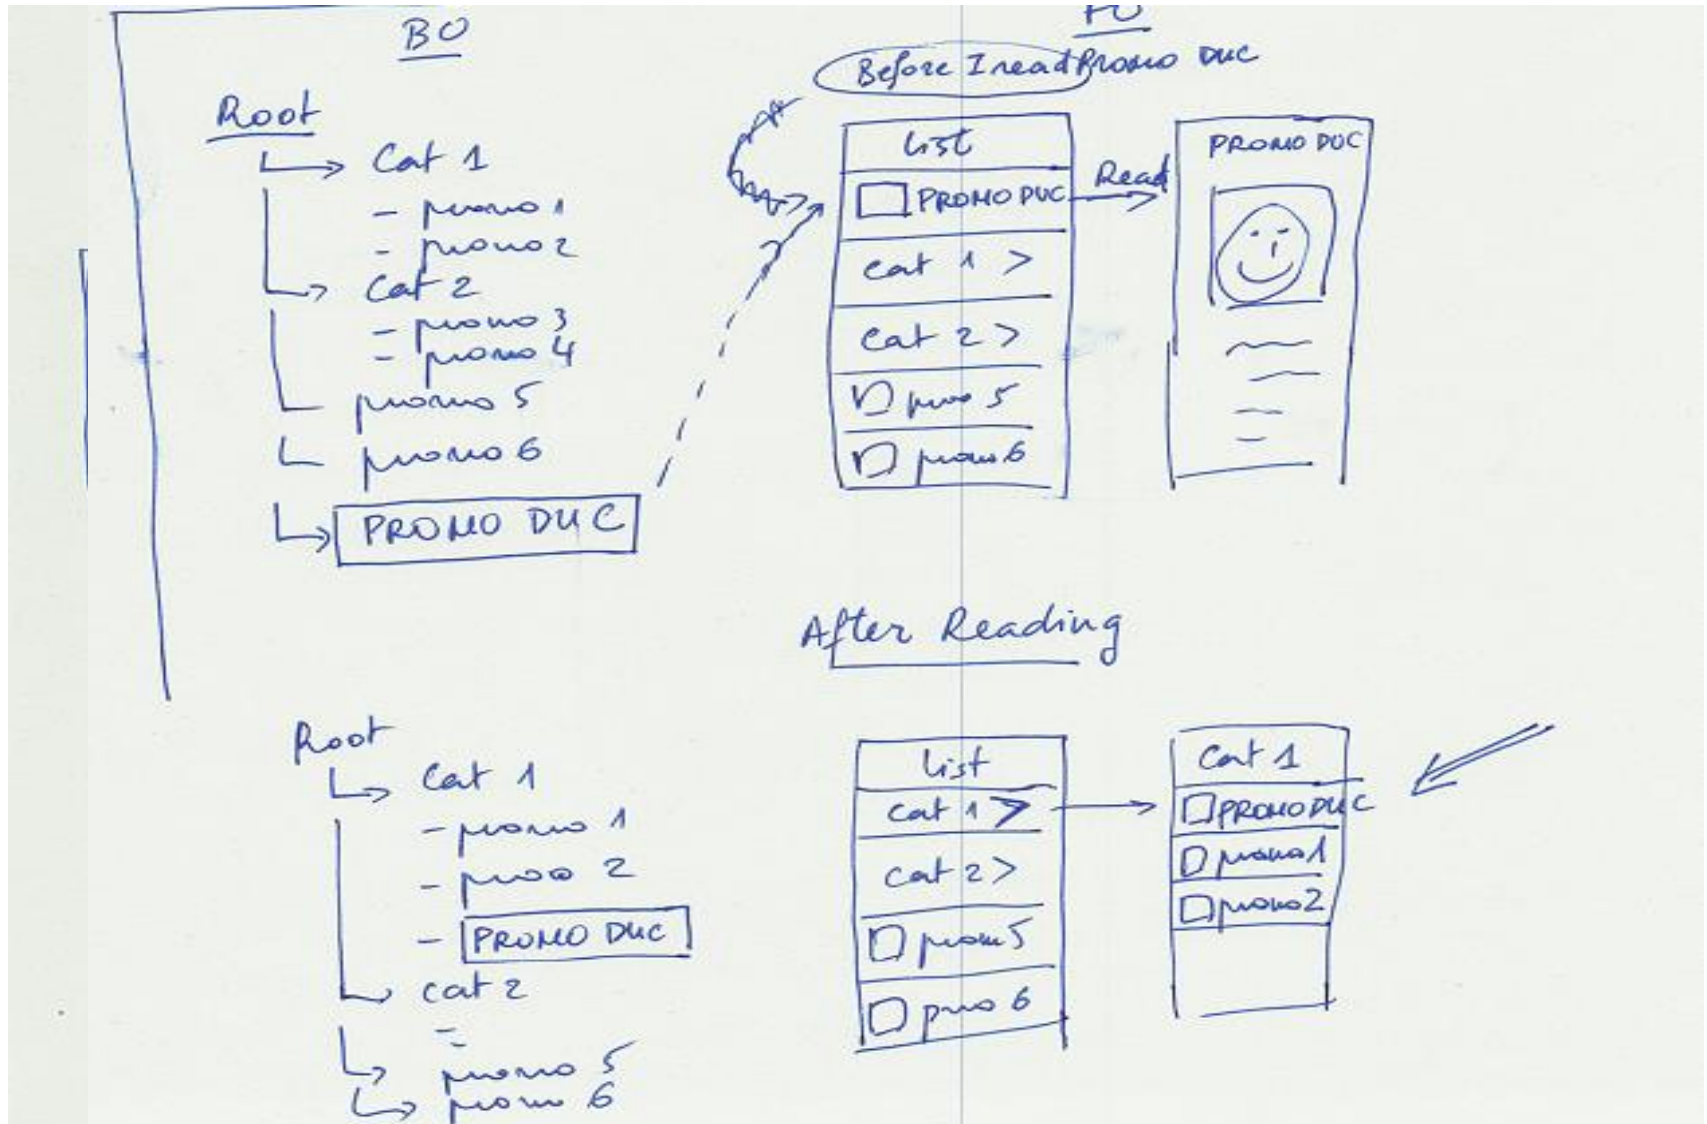 BO
Root
Cat 1
- promo 1
- promo 2
Cat 2
- promo 3
- promo 4
promo 5
promo 6
PROMO DUC
FO
Before I read Promo DUC
List
PROMO DUC
Cat 1 >
Cat 2 >
promo 5
promo 6
Read
PROMO DUC
After Reading
Root
Cat 1
- promo 1
- promo 2
- PROMO DUC
cat 2
promo 5
promo 6
List
cat 1 >
cat 2 >
promo 5
promo 6
Cat 1
PROMO DUC
promo 1
promo 2